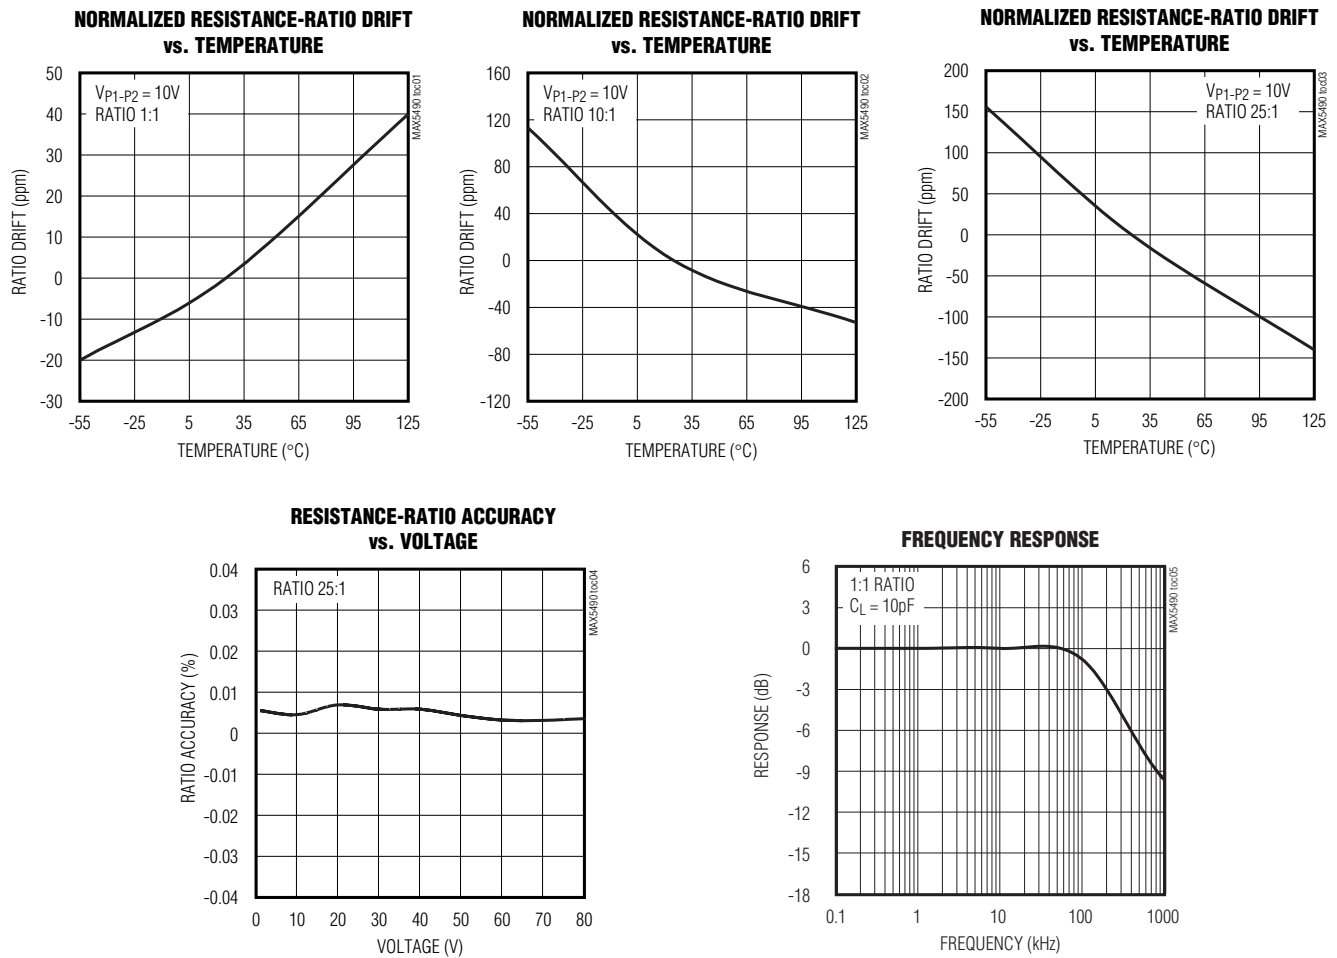 NORMALIZED RESISTANCE-RATIO DRIFT
vs. TEMPERATURE
50
40
30
20
10
0
-10
-20
-30
RATIO DRIFT (ppm)
VP1-P2 = 10V
RATIO 1:1
MAX5490 toc01
-55 -25 5 35 65 95 125
TEMPERATURE (°C)
NORMALIZED RESISTANCE-RATIO DRIFT
vs. TEMPERATURE
160
120
80
40
0
-40
-80
-120
RATIO DRIFT (ppm)
VP1-P2 = 10V
RATIO 10:1
MAX5490 toc02
-55 -25 5 35 65 95 125
TEMPERATURE (°C)
NORMALIZED RESISTANCE-RATIO DRIFT
vs. TEMPERATURE
200
150
100
50
0
-50
-100
-150
-200
RATIO DRIFT (ppm)
VP1-P2 = 10V
RATIO 25:1
MAX5490 toc03
-55 -25 5 35 65 95 125
TEMPERATURE (°C)
RESISTANCE-RATIO ACCURACY
vs. VOLTAGE
0.04
0.03
0.02
0.01
0
-0.01
-0.02
-0.03
-0.04
RATIO ACCURACY (%)
RATIO 25:1
MAX5490 toc04
0 10 20 30 40 50 60 70 80
VOLTAGE (V)
FREQUENCY RESPONSE
6
3
0
-3
-6
-9
-12
-15
-18
RESPONSE (dB)
1:1 RATIO
CL = 10pF
MAX5490 toc05
0.1 1 10 100 1000
FREQUENCY (kHz)